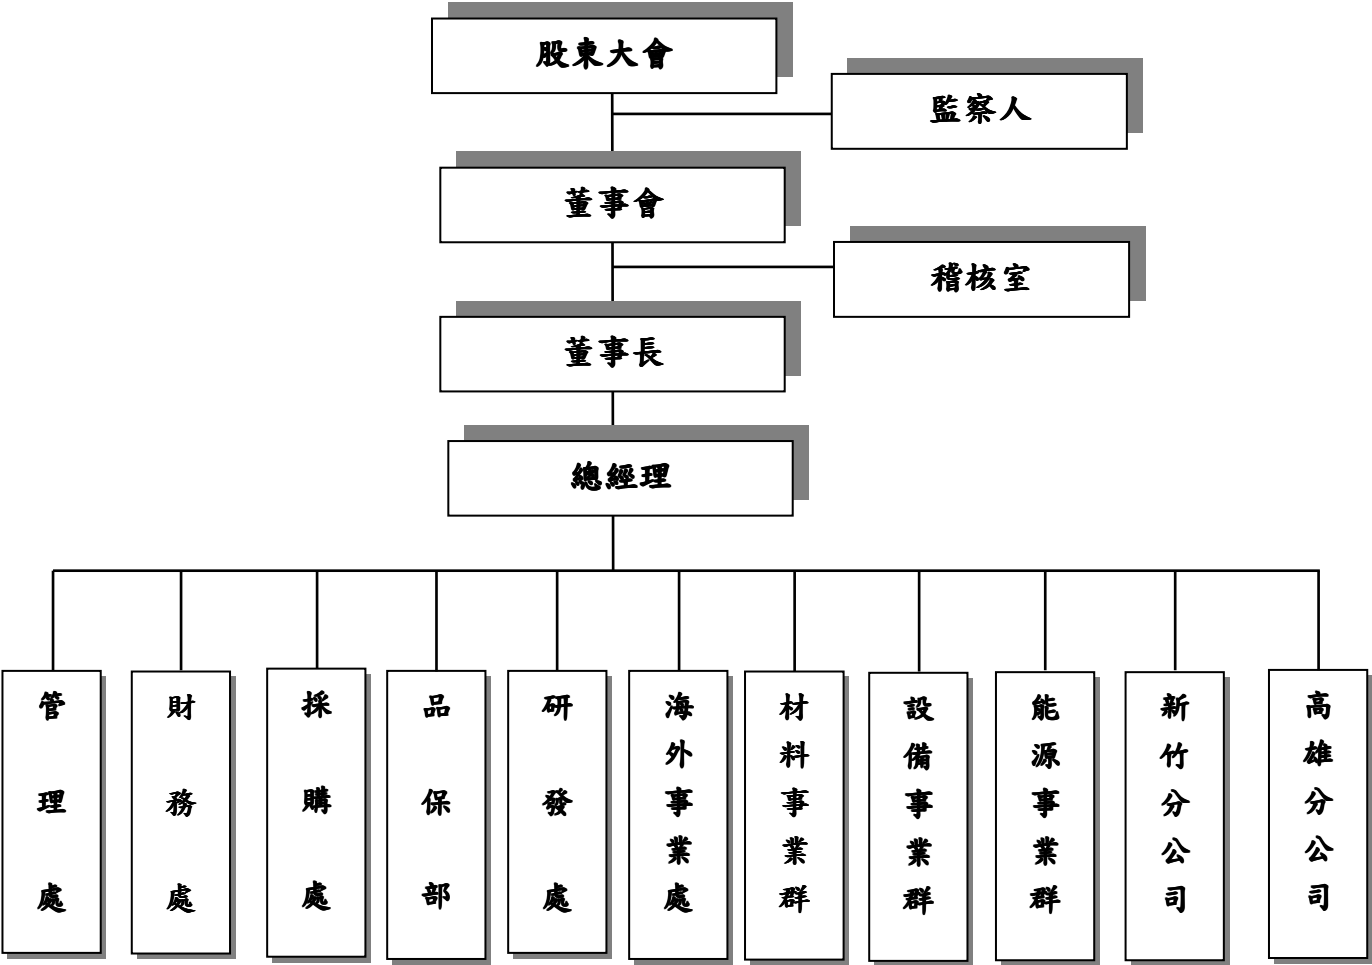 股東大會
監察人
董事會
稽核室
董事長
總經理
管理處
財務處
採購處
品保部
研發處
海外事業處
材料事業群
設備事業群
能源事業群
新竹分公司
高雄分公司